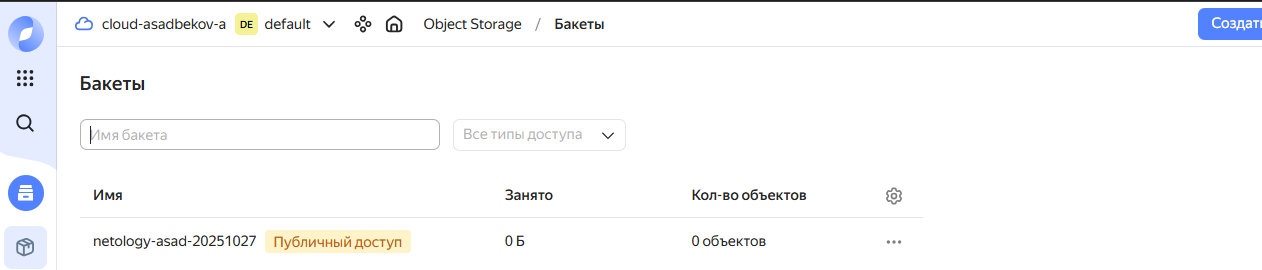 cloud-asadbekov-a DE default Object Storage / Бакеты Создать
Бакеты
Имя бакета Все типы доступа
Имя Занято Кол-во объектов
netology-asad-20251027 Публичный доступ 0 Б 0 объектов